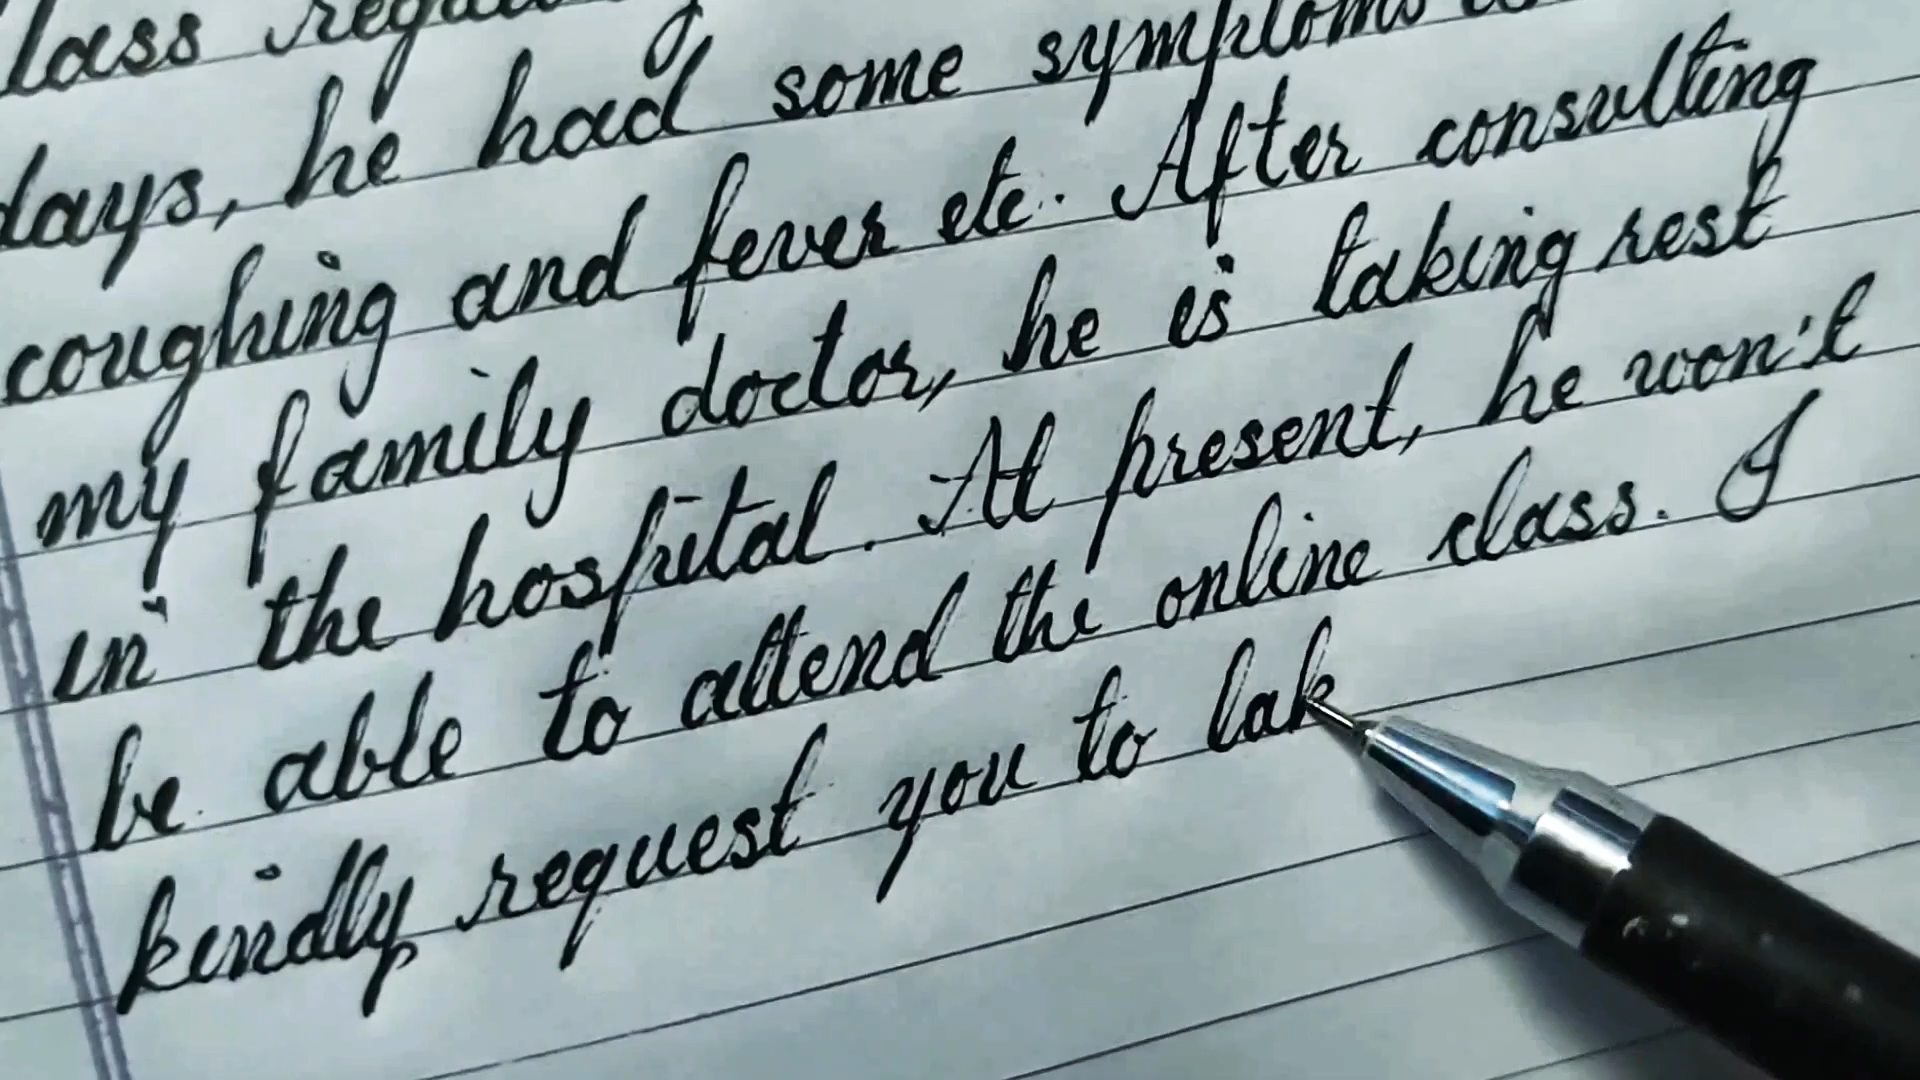 lass
days, he had some symptoms
coughing and fever etc. After consulting
my family doctor, he is taking rest
in the hospital. At present, he won't
be able to attend the online class. I
kindly request you to tak